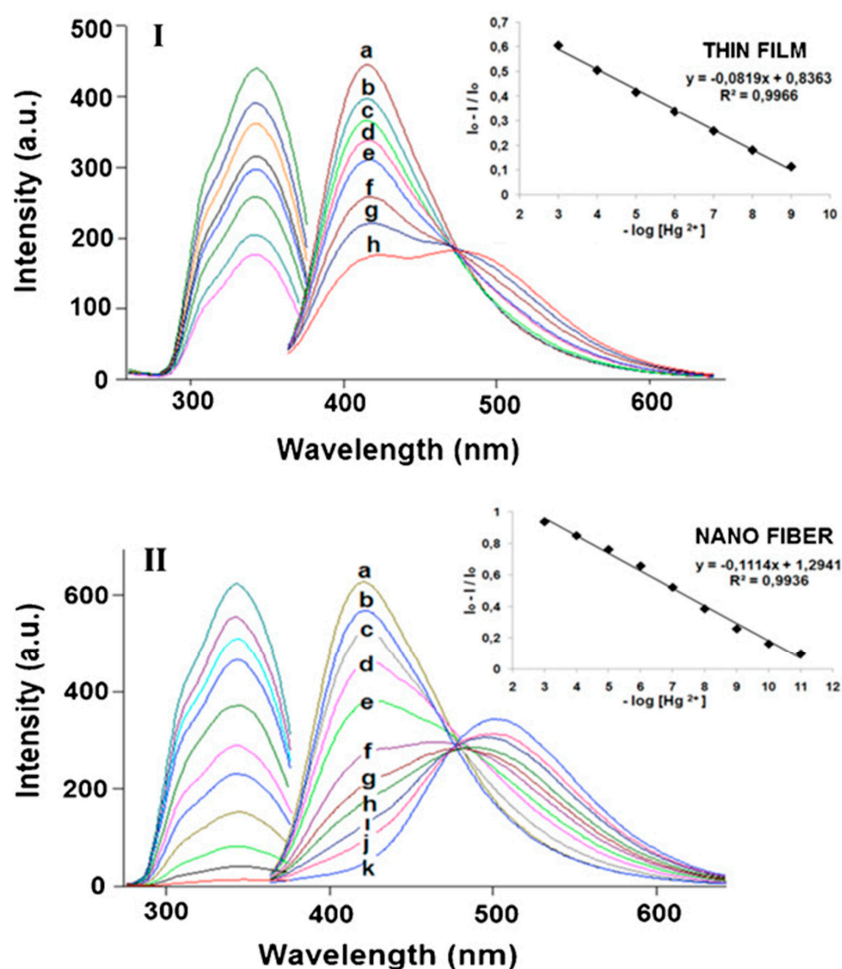 I
500
400
300
200
100
0
Intensity (a.u.)
300
400
500
600
Wavelength (nm)
a
b
c
d
e
f
g
h
0,7
0,6
0,5
0,4
0,3
0,2
0,1
0
I₀ - I / I₀
2 3 4 5 6 7 8 9 10
- log [Hg ²⁺]
THIN FILM
y = -0,0819x + 0,8363
R² = 0,9966
II
600
400
200
0
Intensity (a.u.)
300
400
500
600
Wavelength (nm)
a
b
c
d
e
f
g
h
ı
j
k
1
0,8
0,6
0,4
0,2
0
I₀ - I / I₀
2 3 4 5 6 7 8 9 10 11 12
- log [Hg ²⁺]
NANO FIBER
y = -0,1114x + 1,2941
R² = 0,9936